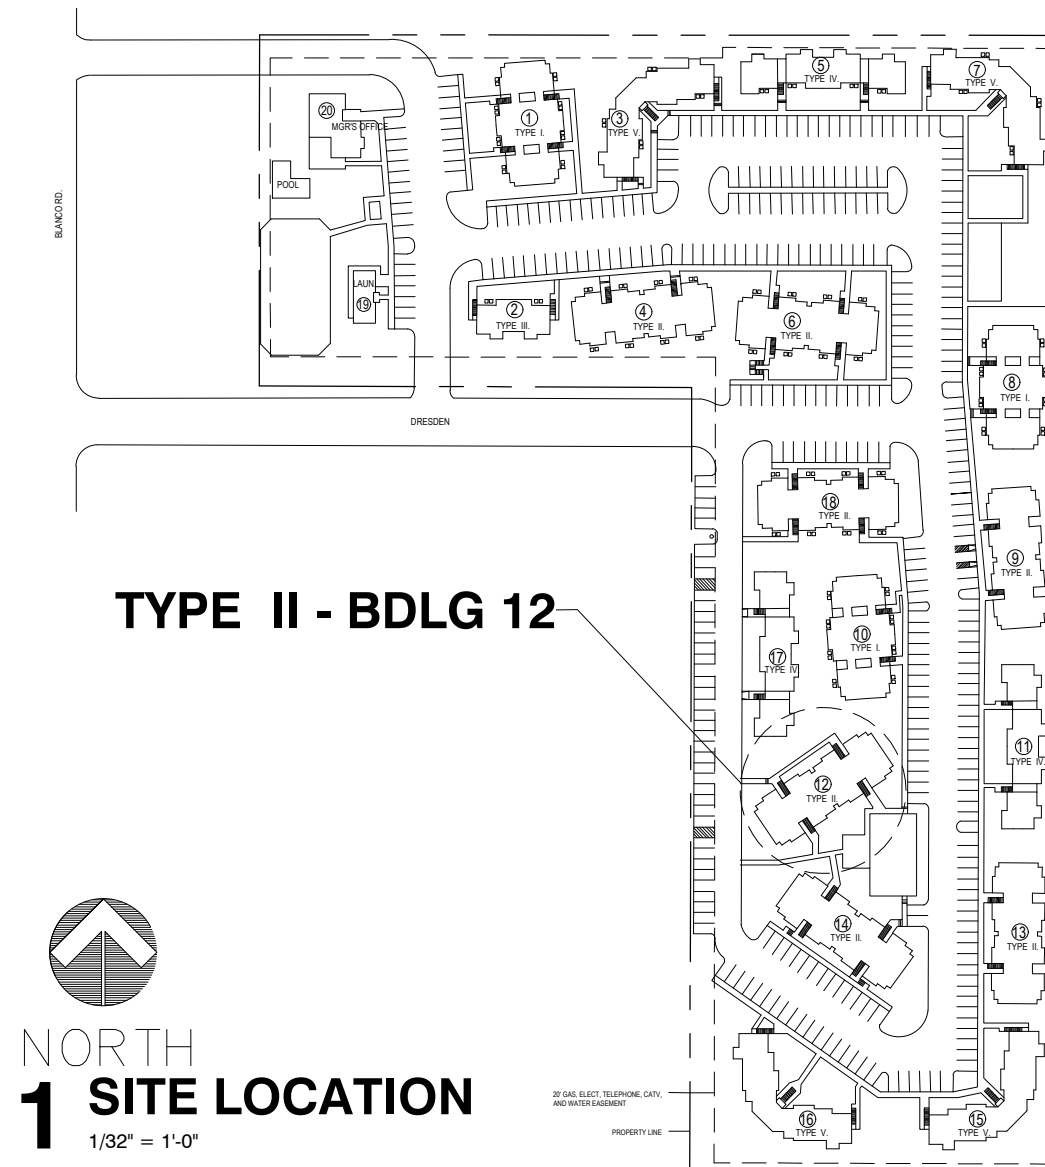 5
TYPE IV.
7
TYPE V.
20
MGR'S OFFICE
1
TYPE I.
3
TYPE V.
POOL
BLANCO RD.
LAUN.
19
2
TYPE III.
4
TYPE II.
6
TYPE II.
8
TYPE I.
DRESDEN
18
TYPE II.
9
TYPE II.
TYPE II - BDLG 12
10
TYPE I.
17
TYPE IV
11
TYPE IV.
12
TYPE II.
14
TYPE II.
13
TYPE II.
NORTH
1 SITE LOCATION
1/32" = 1'-0"
20' GAS, ELECT, TELEPHONE, CATV,
AND WATER EASEMENT
PROPERTY LINE
16
TYPE V.
15
TYPE V.